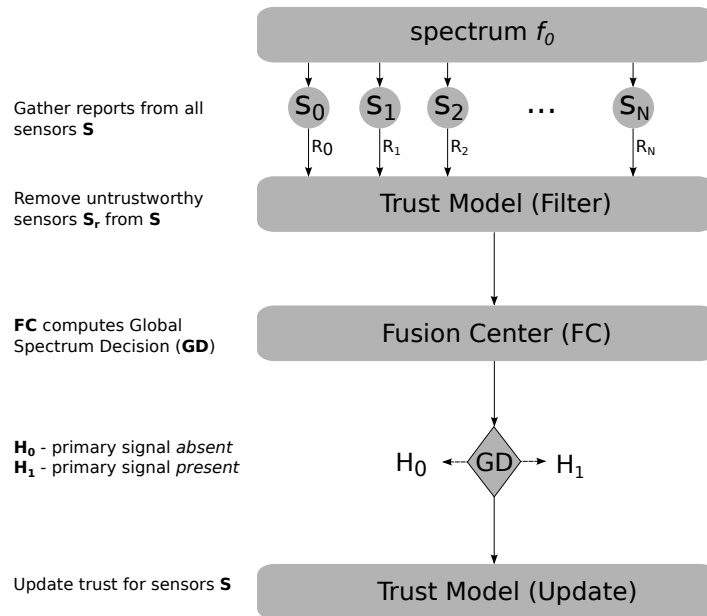 spectrum f0
Gather reports from all
sensors S
S0 S1 S2 ... SN
R0 R1 R2 RN
Remove untrustworthy
sensors Sr from S
Trust Model (Filter)
FC computes Global
Spectrum Decision (GD)
Fusion Center (FC)
H0 - primary signal absent
H1 - primary signal present
H0 GD H1
Update trust for sensors S
Trust Model (Update)